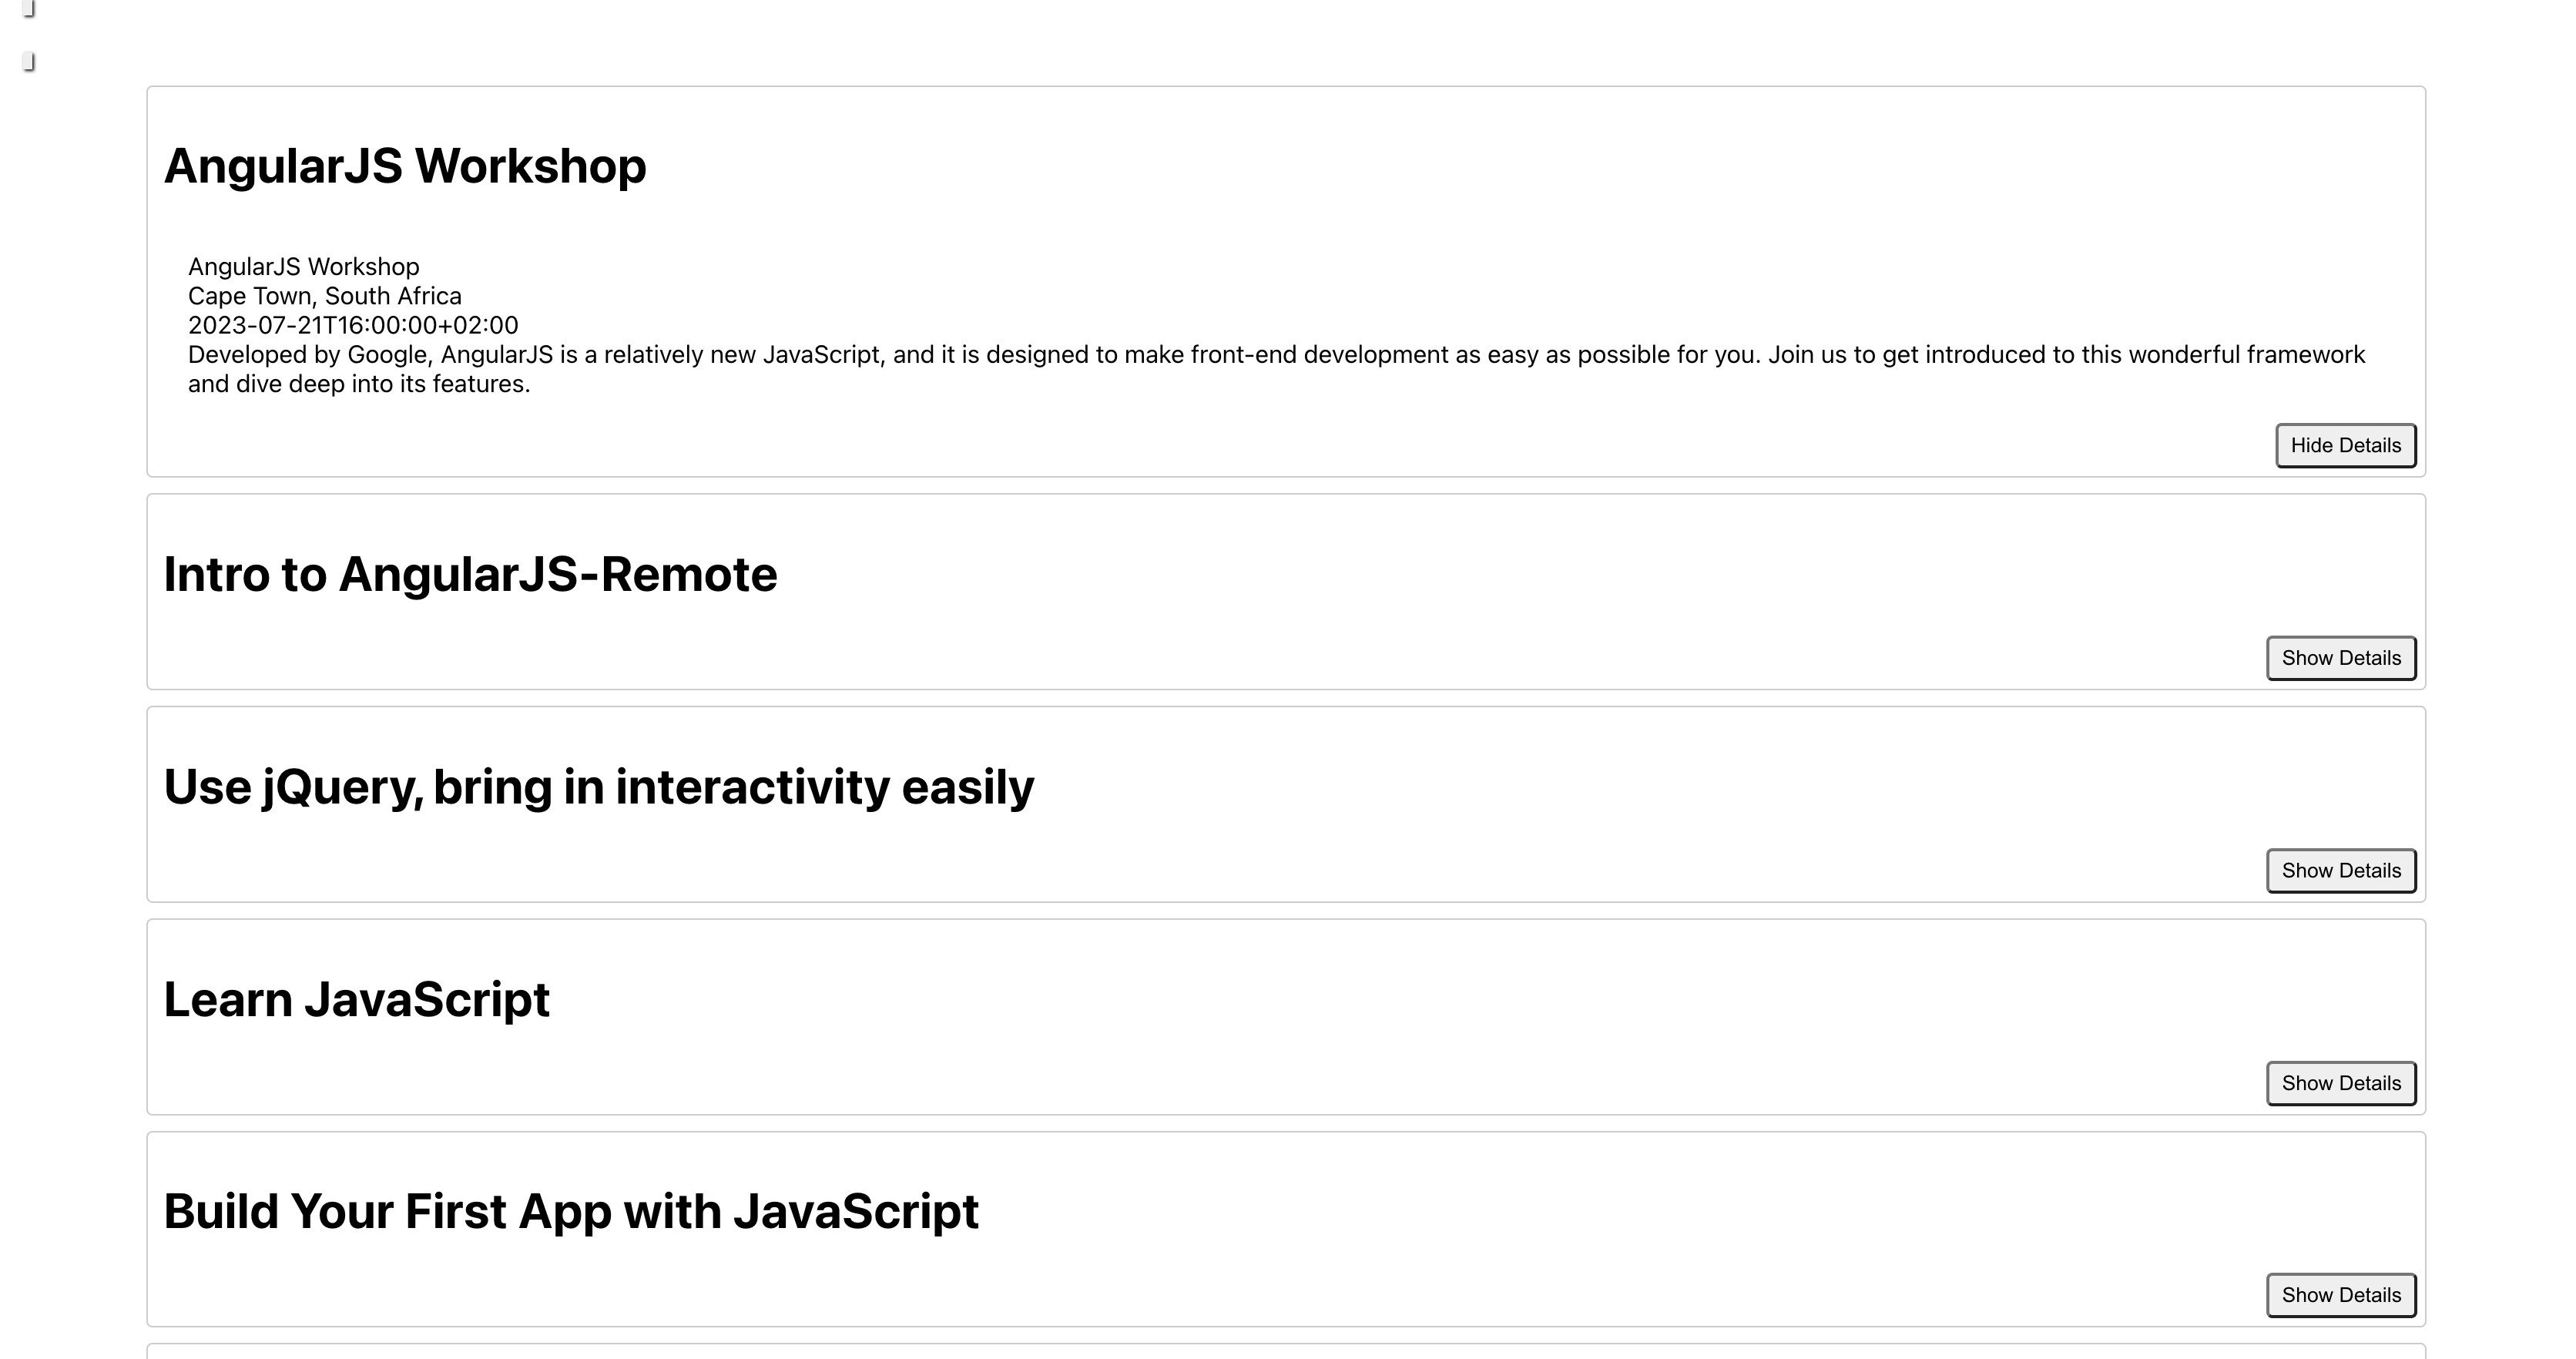 AngularJS Workshop
AngularJS Workshop
Cape Town, South Africa
2023-07-21T16:00:00+02:00
Developed by Google, AngularJS is a relatively new JavaScript, and it is designed to make front-end development as easy as possible for you. Join us to get introduced to this wonderful framework
and dive deep into its features.
Hide Details
Intro to AngularJS-Remote
Show Details
Use jQuery, bring in interactivity easily
Show Details
Learn JavaScript
Show Details
Build Your First App with JavaScript
Show Details